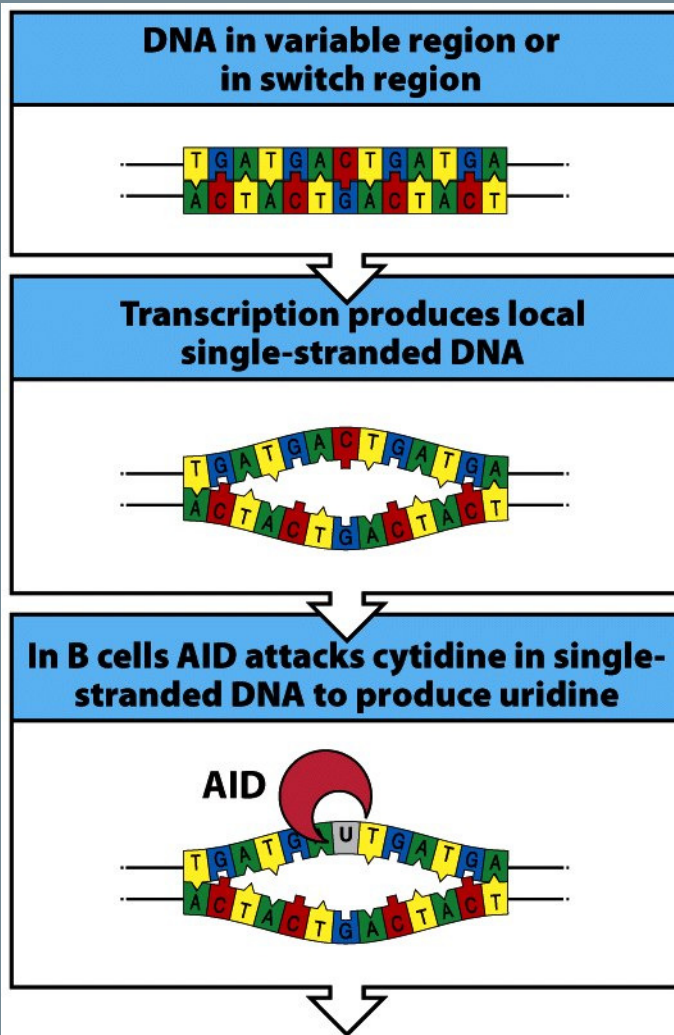 DNA in variable region or
in switch region
TGATGACTGATGA
ACTACTGACTACT
Transcription produces local
single-stranded DNA
TGATGACTGATGA
ACTACTGACTACT
In B cells AID attacks cytidine in single-
stranded DNA to produce uridine
AID
TGATGAUTGATGA
ACTACTGACTACT